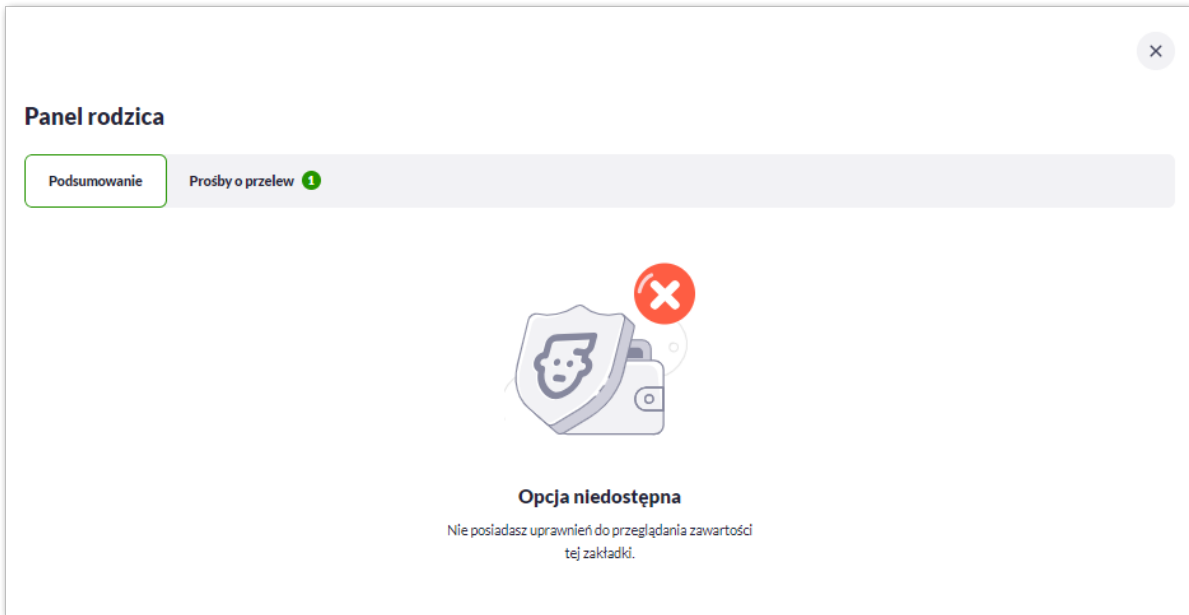 Panel rodzica
Podsumowanie
Prośby o przelew 1
Opcja niedostępna
Nie posiadasz uprawnień do przeglądania zawartości
tej zakładki.